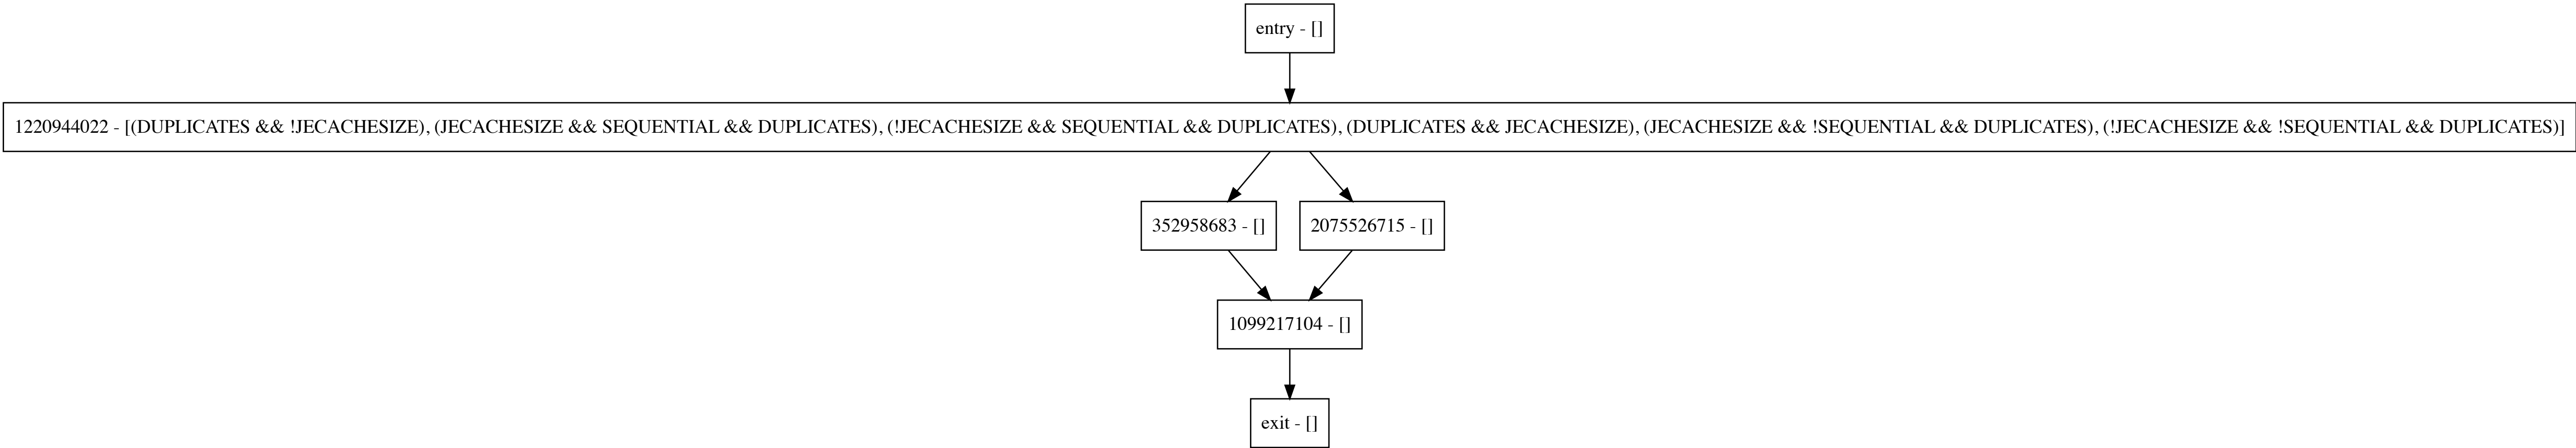 entry - []
1220944022 - [(DUPLICATES && !JECACHESIZE), (JECACHESIZE && SEQUENTIAL && DUPLICATES), (!JECACHESIZE && SEQUENTIAL && DUPLICATES), (DUPLICATES && JECACHESIZE), (JECACHESIZE && !SEQUENTIAL && DUPLICATES), (!JECACHESIZE && !SEQUENTIAL && DUPLICATES)]
352958683 - []
2075526715 - []
1099217104 - []
exit - []